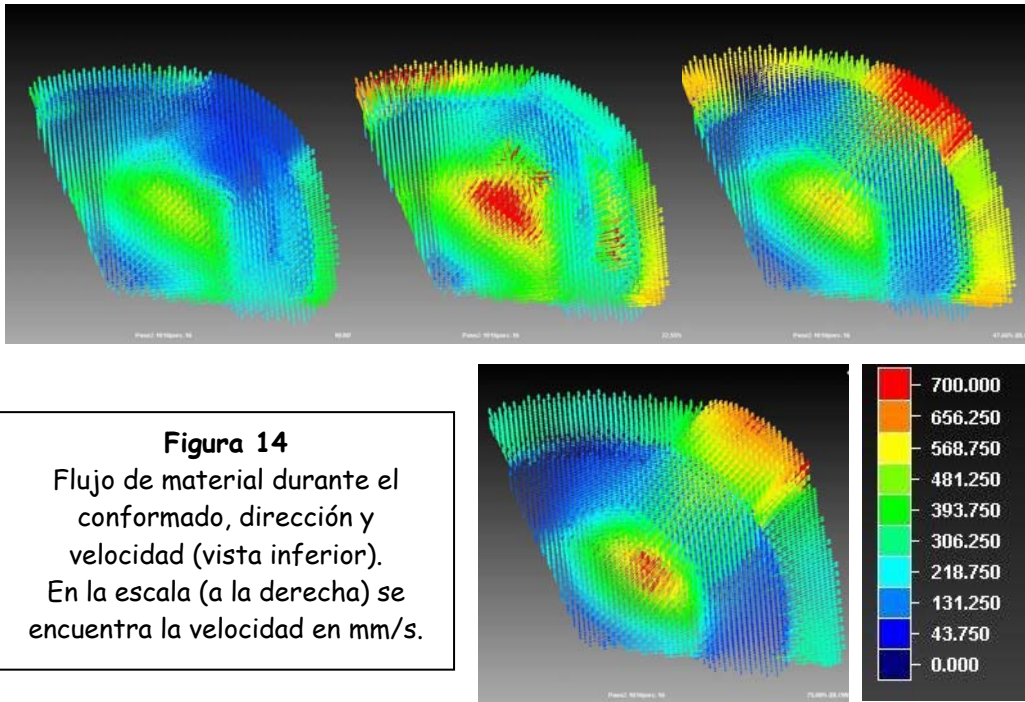 Figura 14
Flujo de material durante el
conformado, dirección y
velocidad (vista inferior).
En la escala (a la derecha) se
encuentra la velocidad en mm/s.
700.000
656.250
568.750
481.250
393.750
306.250
218.750
131.250
43.750
0.000